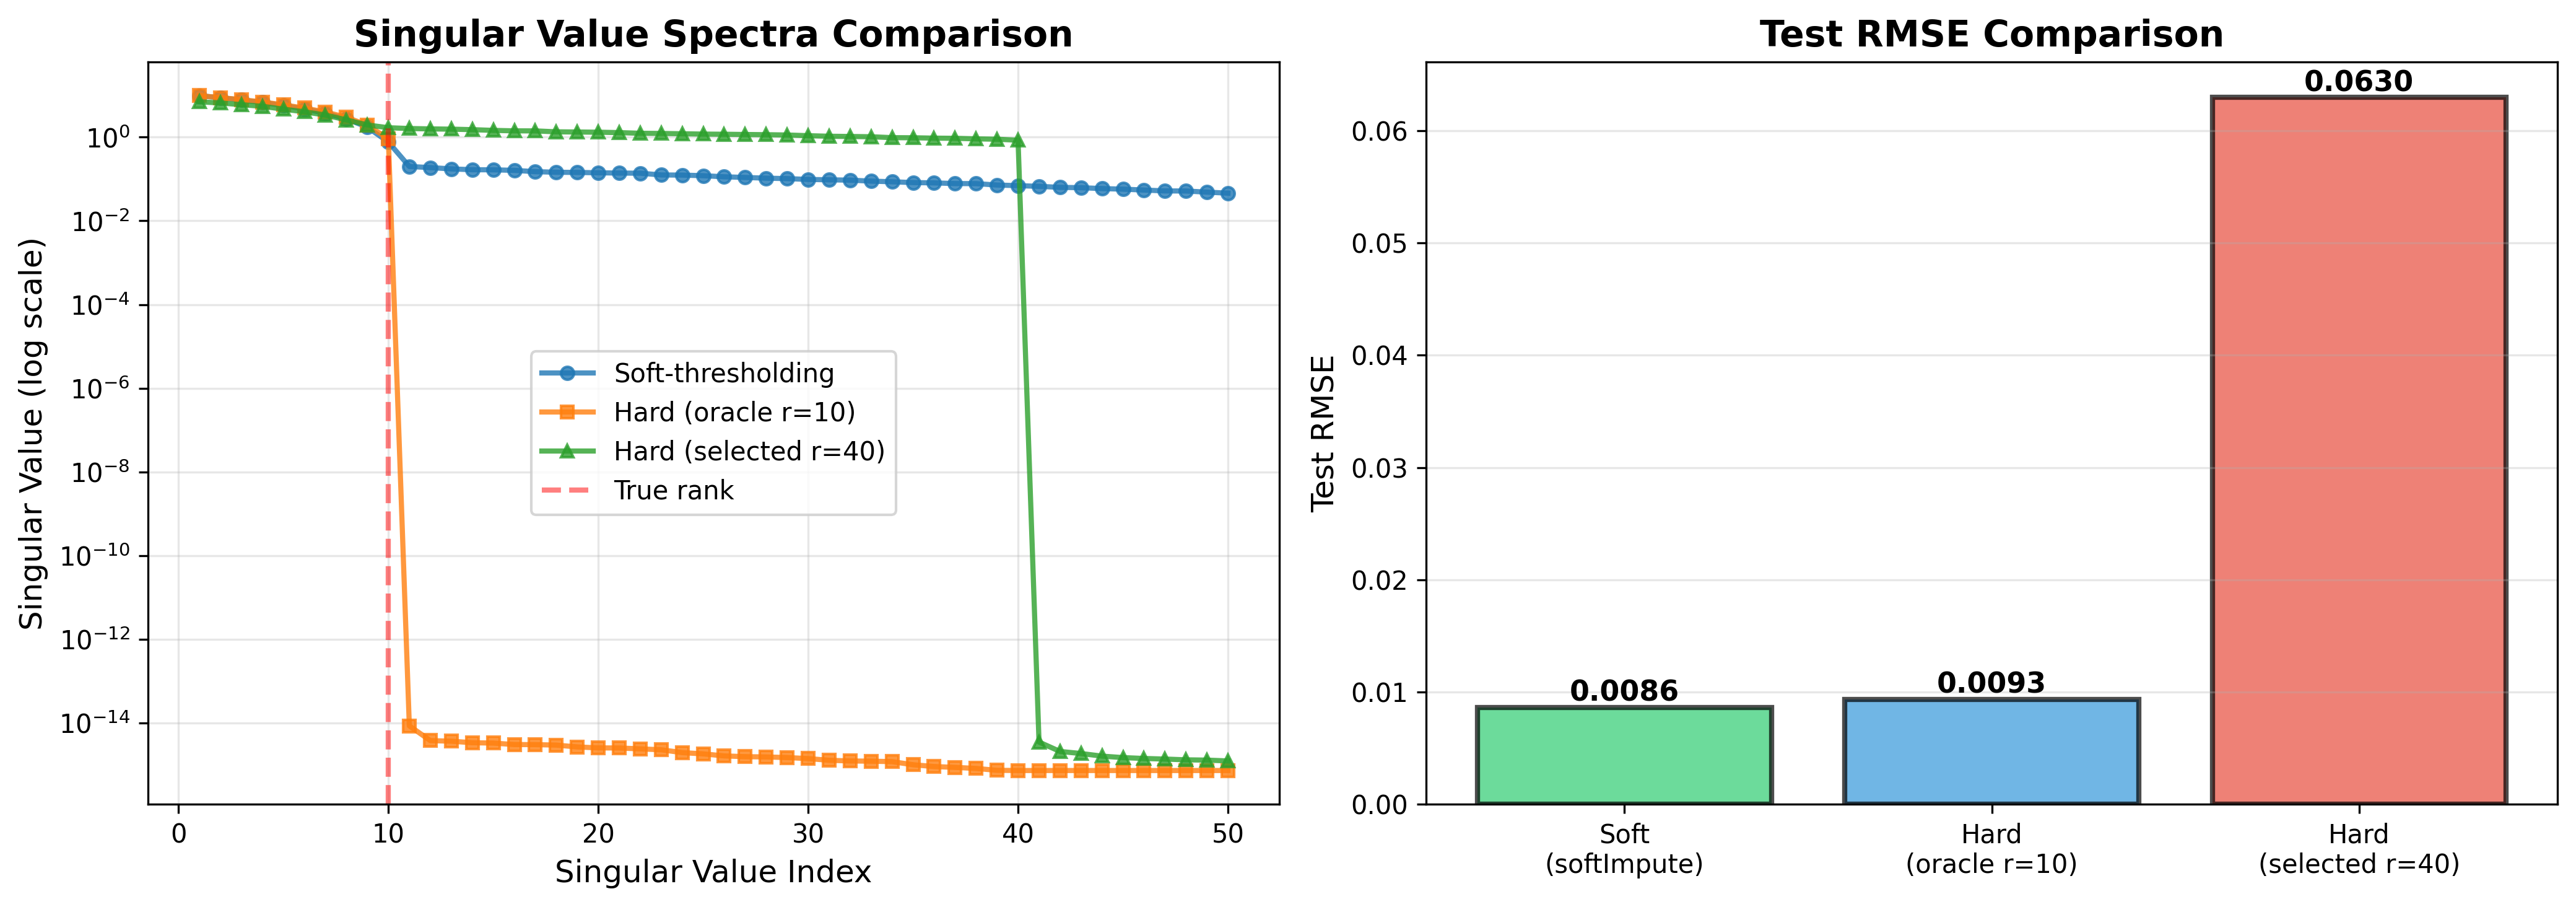 Singular Value Spectra Comparison
Singular Value (log scale)
10⁰
10⁻²
10⁻⁴
10⁻⁶
10⁻⁸
10⁻¹⁰
10⁻¹²
10⁻¹⁴
Soft-thresholding
Hard (oracle r=10)
Hard (selected r=40)
True rank
0 10 20 30 40 50
Singular Value Index
Test RMSE Comparison
Test RMSE
0.06
0.05
0.04
0.03
0.02
0.01
0.00
0.0086
0.0093
0.0630
Soft
(softImpute)
Hard
(oracle r=10)
Hard
(selected r=40)